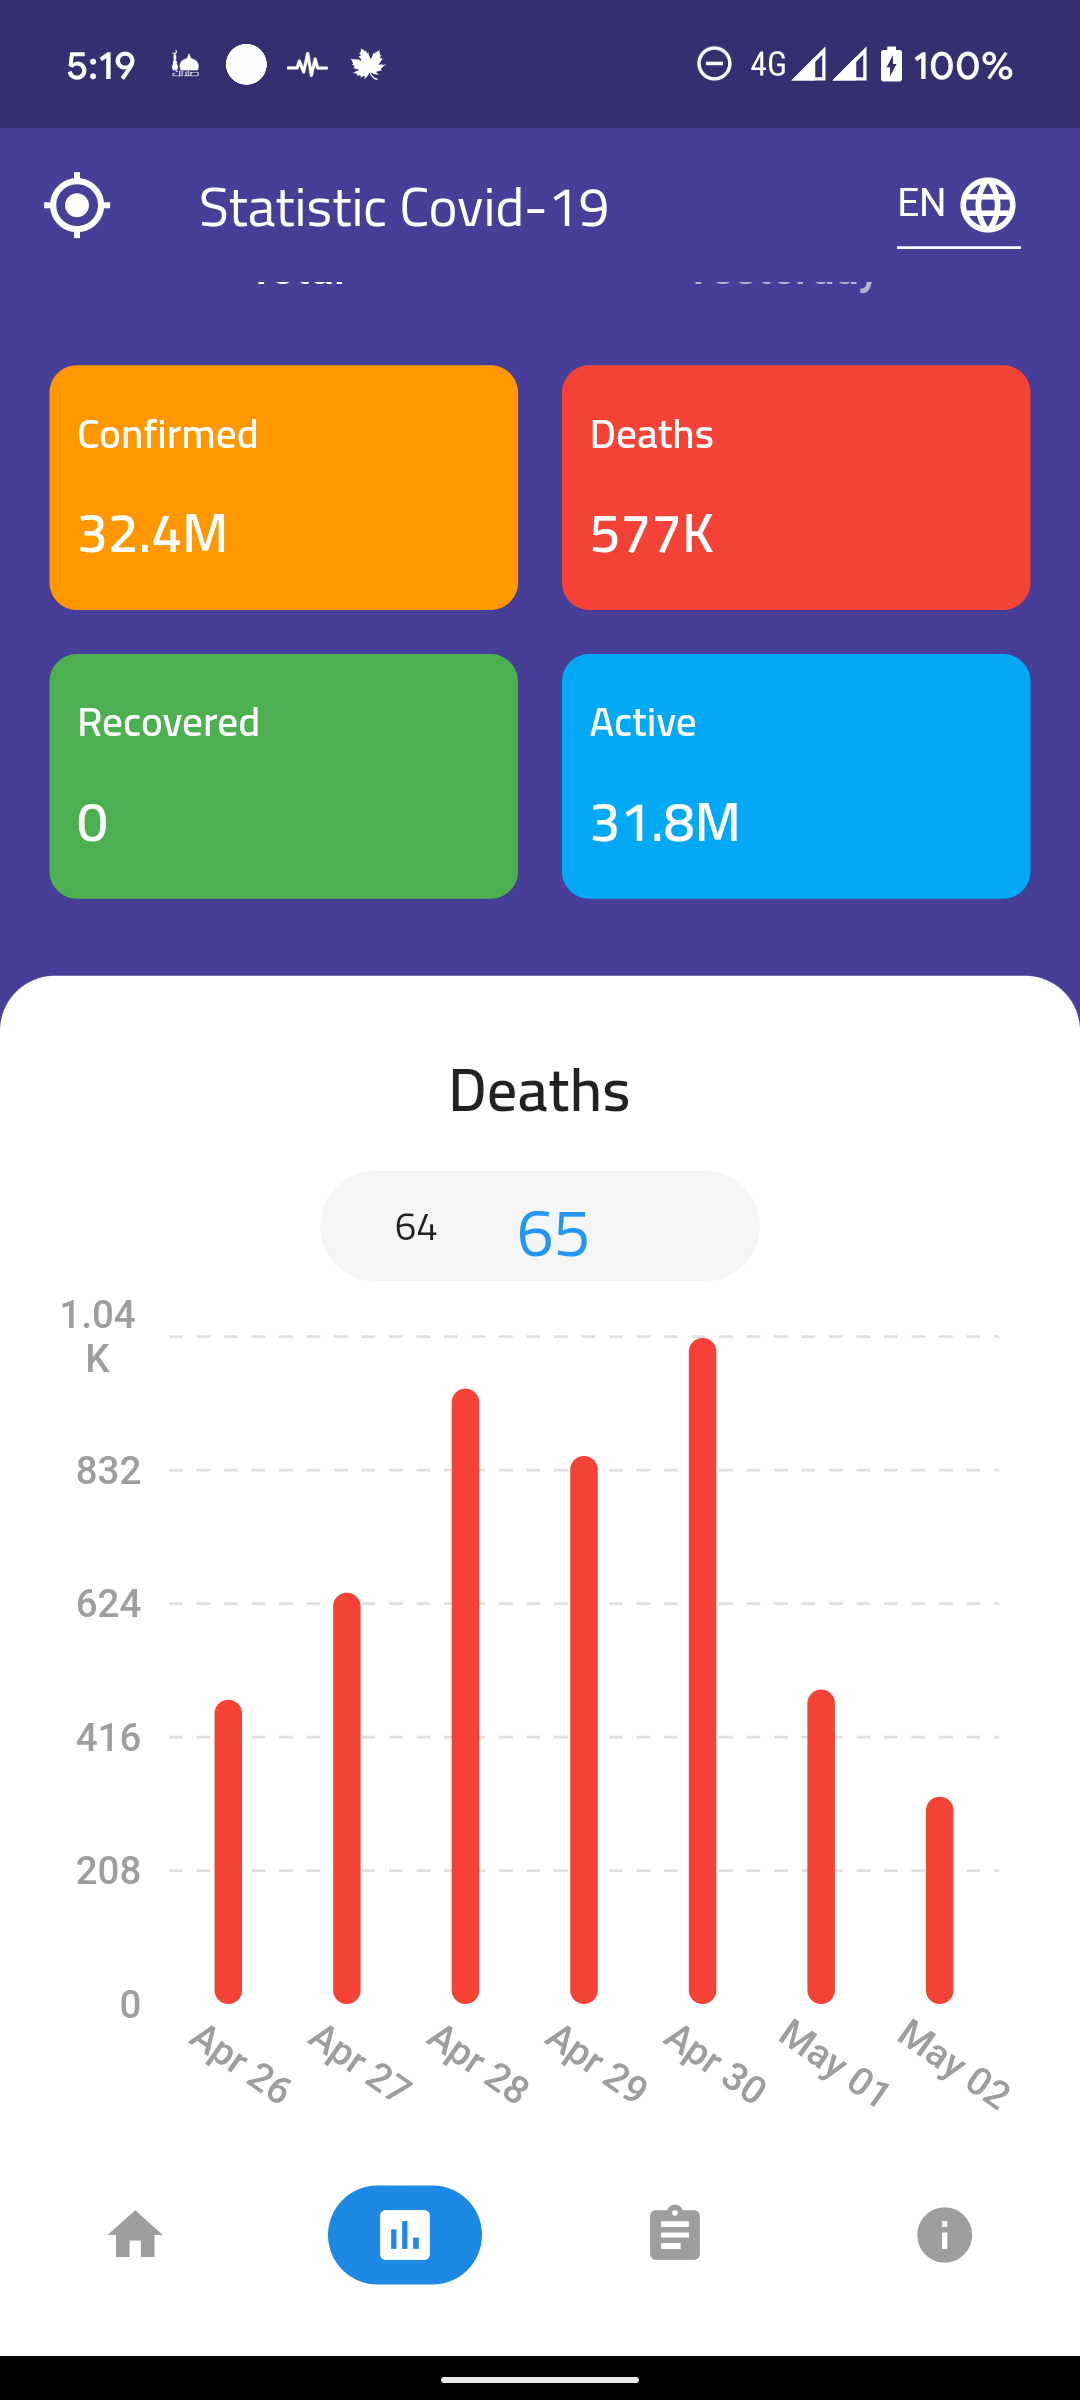 5:19 4G 100%
Statistic Covid-19 EN
Total Yesterday
Confirmed Deaths
32.4M 577K
Recovered Active
0 31.8M
Deaths
64 65
1.04
K
832
624
416
208
0
Apr 26 Apr 27 Apr 28 Apr 29 Apr 30 May 01 May 02